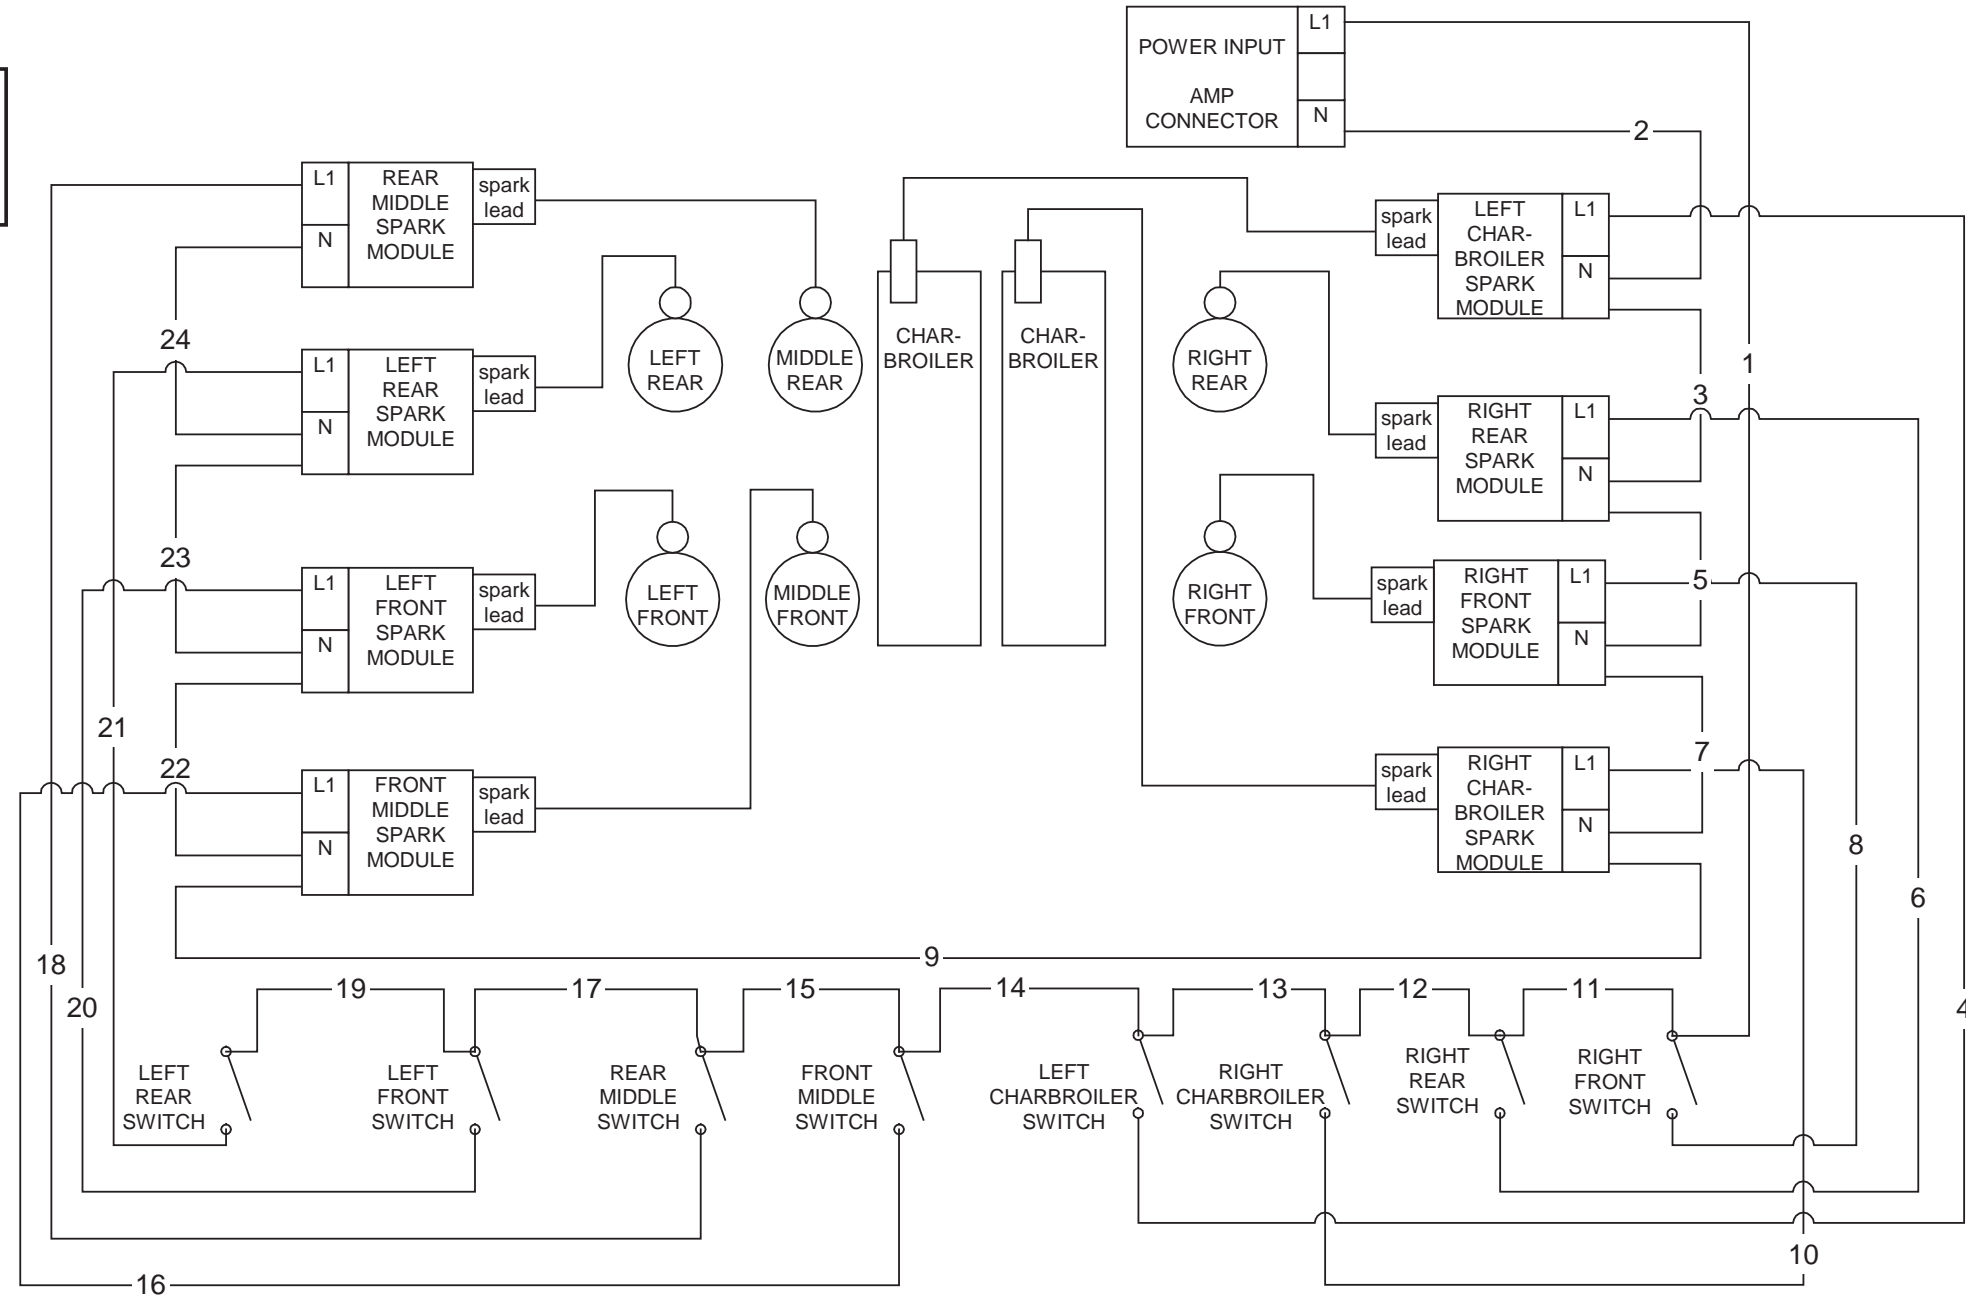 POWER INPUT
AMP
CONNECTOR
L1
N
2
1
L1
N
REAR
MIDDLE
SPARK
MODULE
spark
lead
24
L1
N
LEFT
REAR
SPARK
MODULE
spark
lead
23
L1
N
LEFT
FRONT
SPARK
MODULE
spark
lead
21
22
L1
N
FRONT
MIDDLE
SPARK
MODULE
spark
lead
LEFT
REAR
MIDDLE
REAR
CHAR-
BROILER
CHAR-
BROILER
RIGHT
REAR
LEFT
FRONT
MIDDLE
FRONT
RIGHT
FRONT
spark
lead
LEFT
CHAR-
BROILER
SPARK
MODULE
L1
N
3
spark
lead
RIGHT
REAR
SPARK
MODULE
L1
N
5
spark
lead
RIGHT
FRONT
SPARK
MODULE
L1
N
7
spark
lead
RIGHT
CHAR-
BROILER
SPARK
MODULE
L1
N
8
6
4
9
18
20
19
17
15
14
13
12
11
LEFT
REAR
SWITCH
LEFT
FRONT
SWITCH
REAR
MIDDLE
SWITCH
FRONT
MIDDLE
SWITCH
LEFT
CHARBROILER
SWITCH
RIGHT
CHARBROILER
SWITCH
RIGHT
REAR
SWITCH
RIGHT
FRONT
SWITCH
10
16